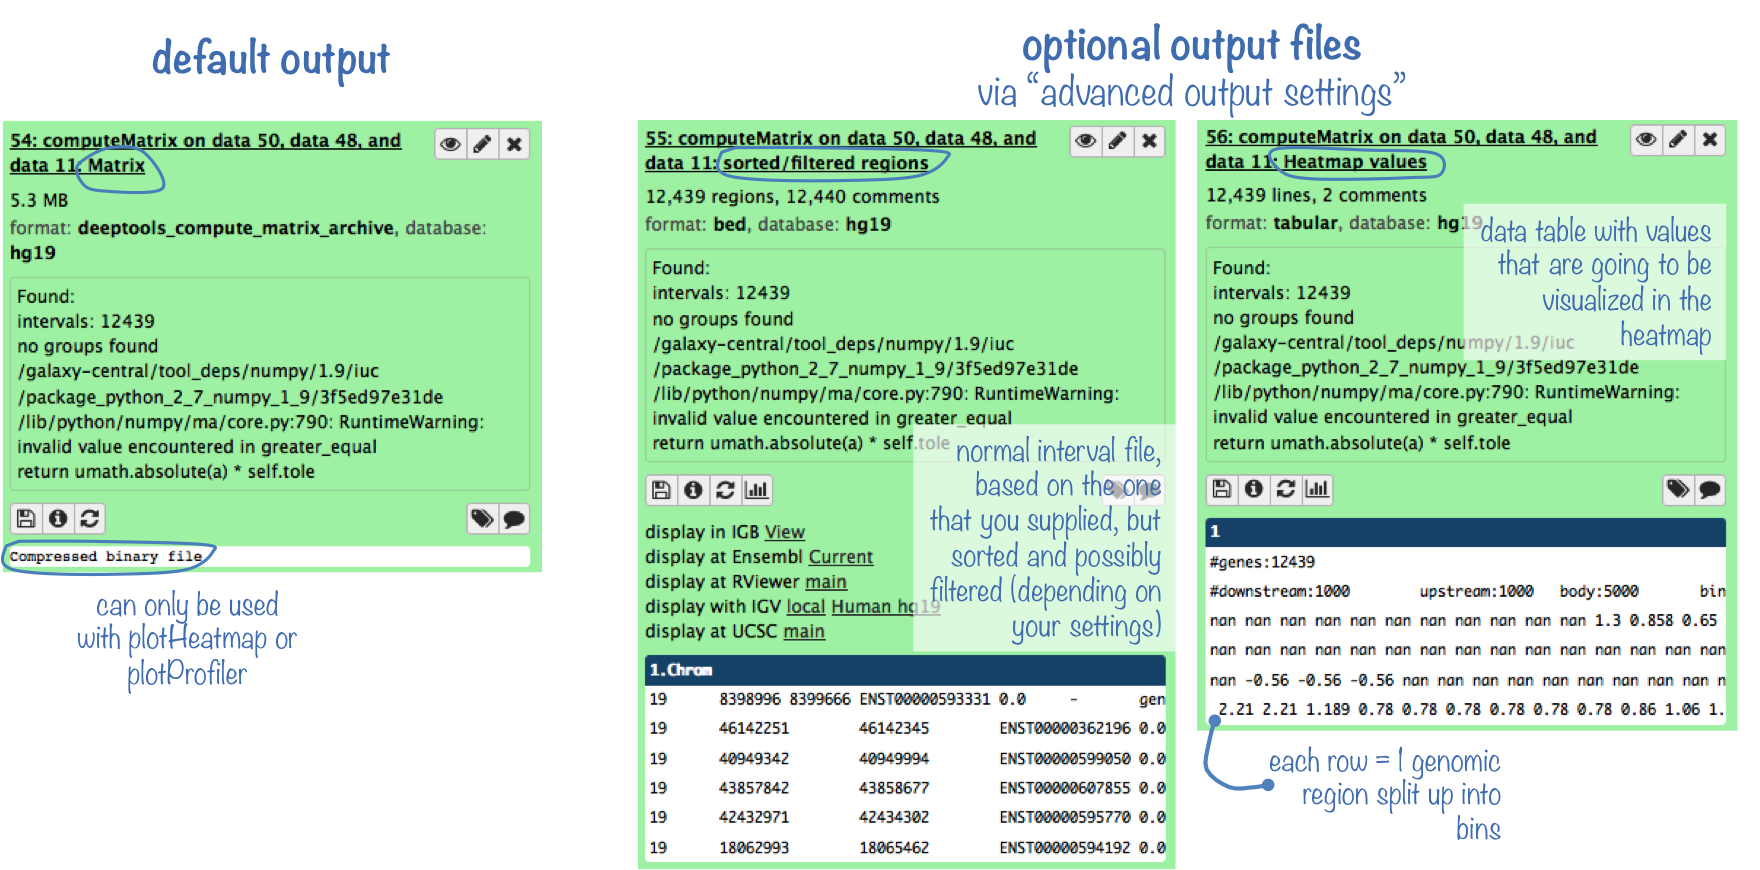 default output
54: computeMatrix on data 50, data 48, and
data 11: Matrix
5.3 MB
format: deeptools_compute_matrix_archive, database:
hg19
Found:
intervals: 12439
no groups found
/galaxy-central/tool_deps/numpy/1.9/iuc
/package_python_2_7_numpy_1_9/3f5ed97e31de
/lib/python/numpy/ma/core.py:790: RuntimeWarning:
invalid value encountered in greater_equal
return umath.absolute(a) * self.tole
Compressed binary file
can only be used
with plotHeatmap or
plotProfiler
optional output files
via “advanced output settings”
55: computeMatrix on data 50, data 48, and
data 11: sorted/filtered regions
12,439 regions, 12,440 comments
format: bed, database: hg19
Found:
intervals: 12439
no groups found
/galaxy-central/tool_deps/numpy/1.9/iuc
/package_python_2_7_numpy_1_9/3f5ed97e31de
/lib/python/numpy/ma/core.py:790: RuntimeWarning:
invalid value encountered in greater_equal
return umath.absolute(a) * self.tole
normal interval file,
based on the one
that you supplied, but
sorted and possibly
filtered (depending on
your settings)
display in IGB View
display at Ensembl Current
display at RViewer main
display with IGV local Human hg19
display at UCSC main
1.Chrom
19 8398996 8399666 ENST00000593331 0.0 - gen
19 46142251 46142345 ENST00000362196 0.0
19 40949342 40949994 ENST00000599050 0.0
19 43857842 43858677 ENST00000607855 0.0
19 42432971 42434302 ENST00000595770 0.0
19 18062993 18065462 ENST00000594192 0.0
56: computeMatrix on data 50, data 48, and
data 11: Heatmap values
12,439 lines, 2 comments
format: tabular, database: hg19
data table with values
that are going to be
visualized in the
heatmap
Found:
intervals: 12439
no groups found
/galaxy-central/tool_deps/numpy/1.9/iuc
/package_python_2_7_numpy_1_9/3f5ed97e31de
/lib/python/numpy/ma/core.py:790: RuntimeWarning:
invalid value encountered in greater_equal
return umath.absolute(a) * self.tole
1
#genes:12439
#downstream:1000 upstream:1000 body:5000 bin
nan nan nan nan nan nan nan nan nan nan nan 1.3 0.858 0.65
nan nan nan nan nan nan nan nan nan nan nan nan nan nan nan
nan -0.56 -0.56 -0.56 nan nan nan nan nan nan nan nan nan n
2.21 2.21 1.189 0.78 0.78 0.78 0.78 0.78 0.78 0.86 1.06 1.
each row = 1 genomic
region split up into
bins